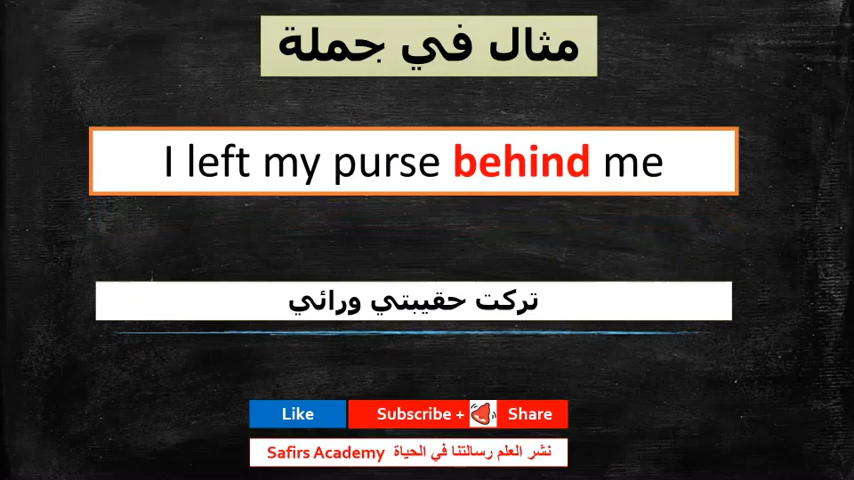 مثال في جملة
I left my purse behind me
تركت حقيبتي ورائي
Like Subscribe + Share
Safirs Academy نشر العلم رسالتنا في الحياة